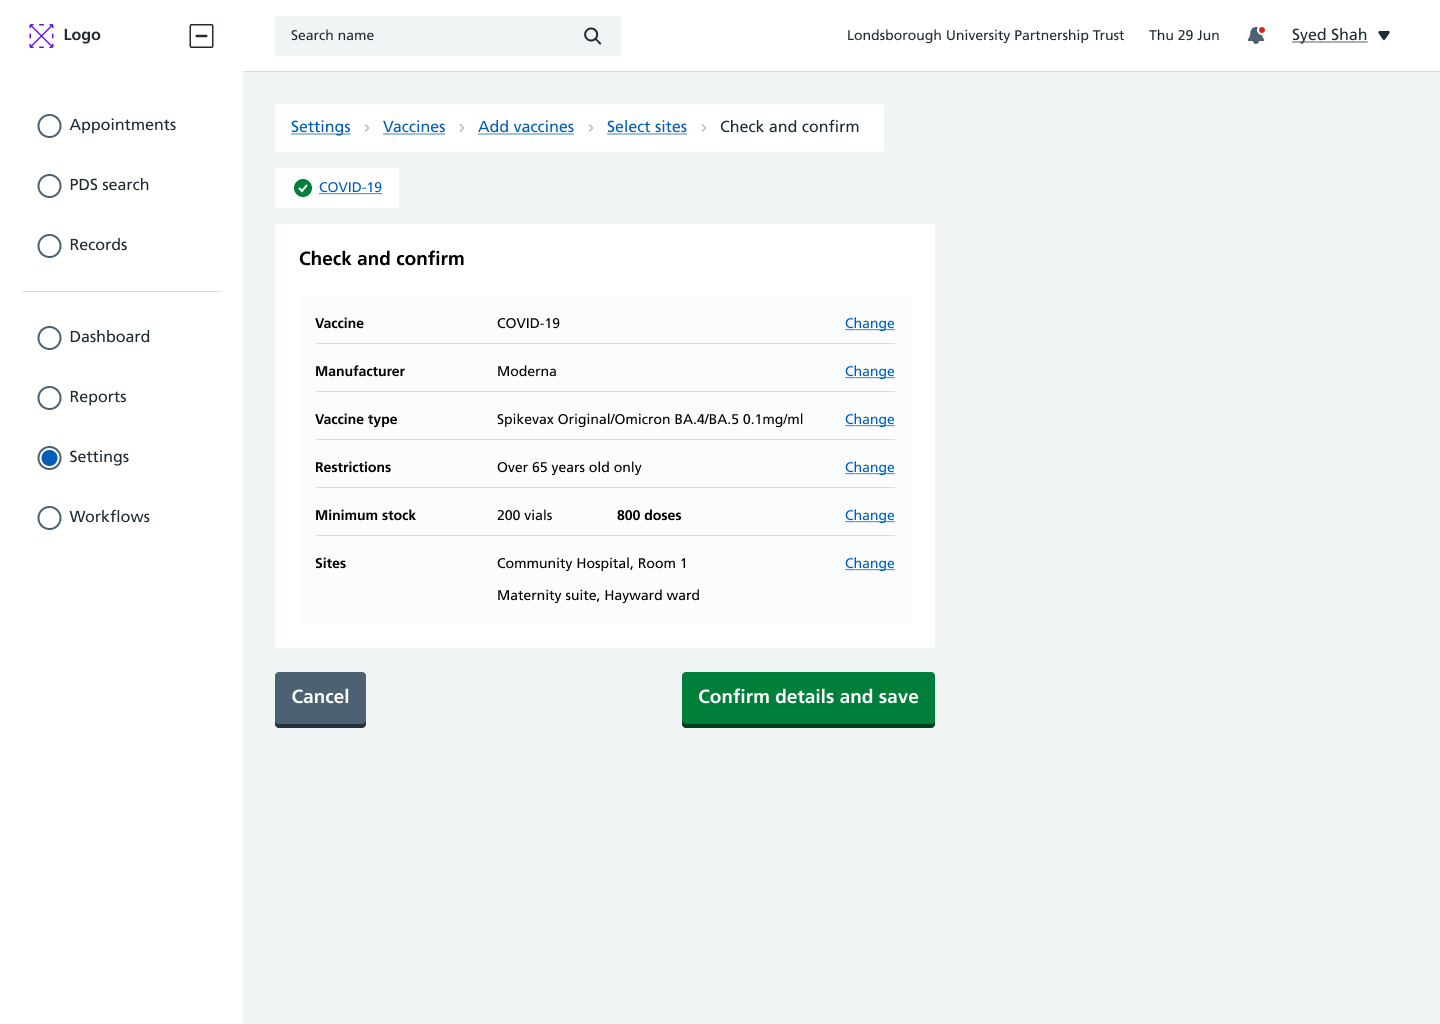 Logo
Search name
Londsborough University Partnership Trust Thu 29 Jun Syed Shah
Appointments
PDS search
Records
Dashboard
Reports
Settings
Workflows
Settings › Vaccines › Add vaccines › Select sites › Check and confirm
COVID-19
Check and confirm
Vaccine COVID-19 Change
Manufacturer Moderna Change
Vaccine type Spikevax Original/Omicron BA.4/BA.5 0.1mg/ml Change
Restrictions Over 65 years old only Change
Minimum stock 200 vials 800 doses Change
Sites Community Hospital, Room 1 Change
Maternity suite, Hayward ward
Cancel
Confirm details and save